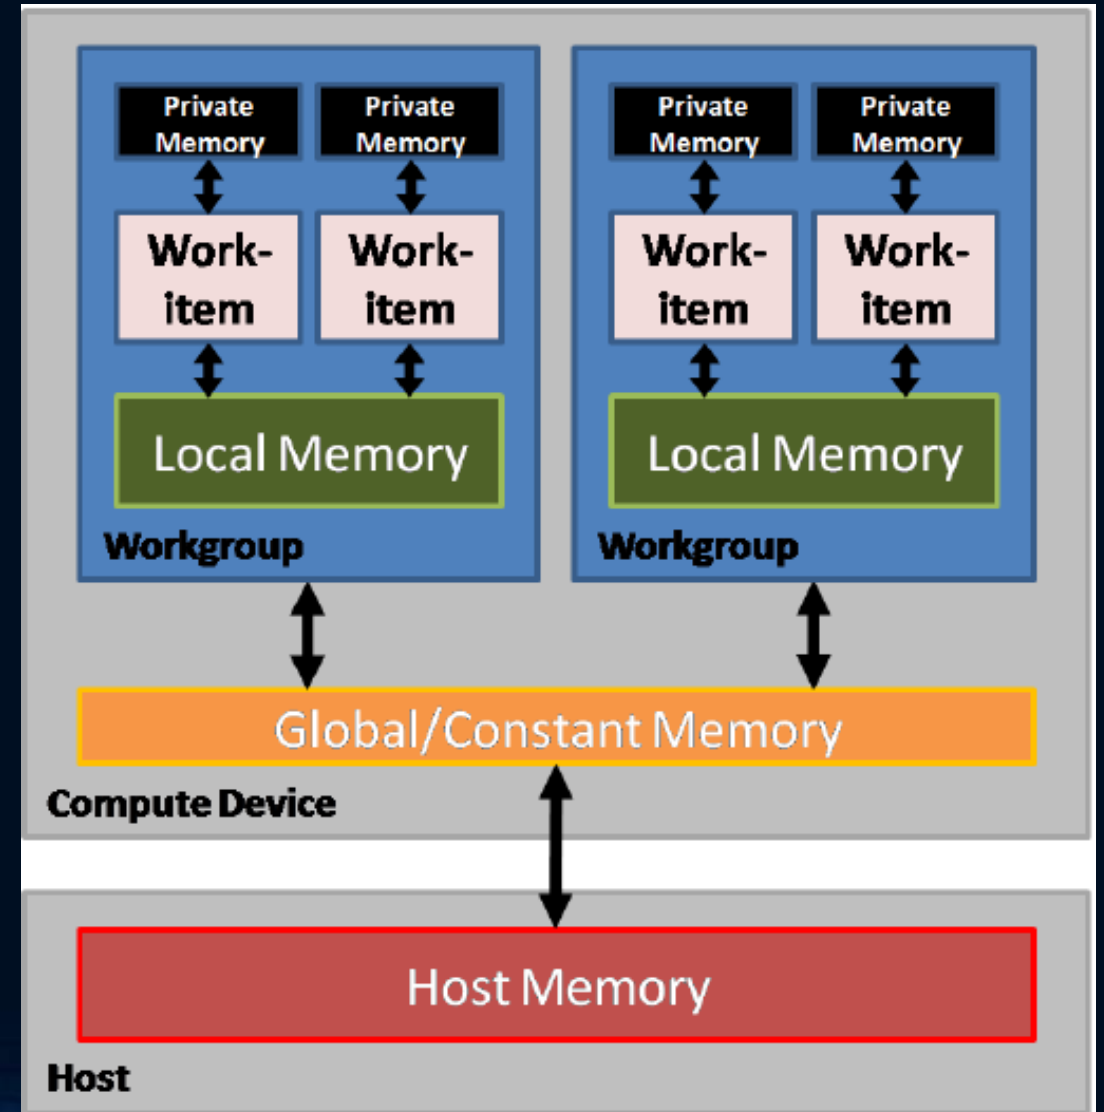 Private Private Private Private
Memory Memory Memory Memory
Work- Work- Work- Work-
item item item item
Local Memory Local Memory
Workgroup Workgroup
Global/Constant Memory
Compute Device
Host Memory
Host